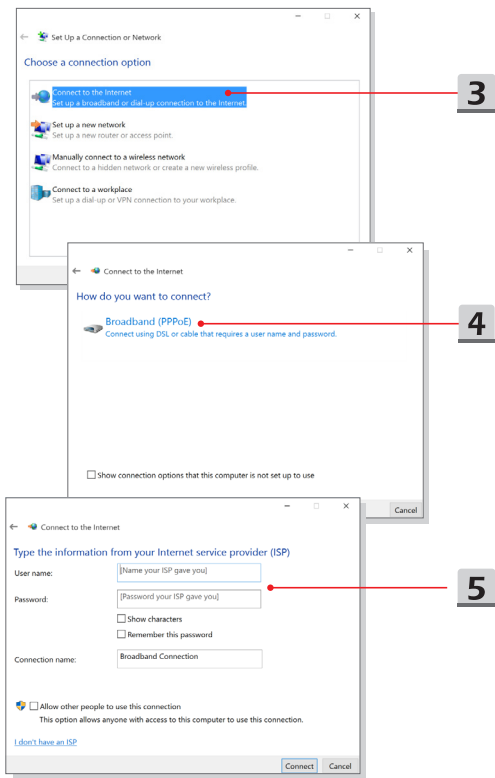 Set Up a Connection or Network
Choose a connection option
Connect to the Internet
Set up a broadband or dial-up connection to the Internet.
3
Set up a new network
Set up a new router or access point.
Manually connect to a wireless network
Connect to a hidden network or create a new wireless profile.
Connect to a workplace
Set up a dial-up or VPN connection to your workplace.
Connect to the Internet
How do you want to connect?
Broadband (PPPoE)
4
Connect using DSL or cable that requires a user name and password.
Show connection options that this computer is not set up to use
Cancel
Connect to the Internet
Type the information from your Internet service provider (ISP)
User name: [Name your ISP gave you]
5
Password: [Password your ISP gave you]
Show characters
Remember this password
Connection name: Broadband Connection
Allow other people to use this connection
This option allows anyone with access to this computer to use this connection.
I don't have an ISP
Connect Cancel